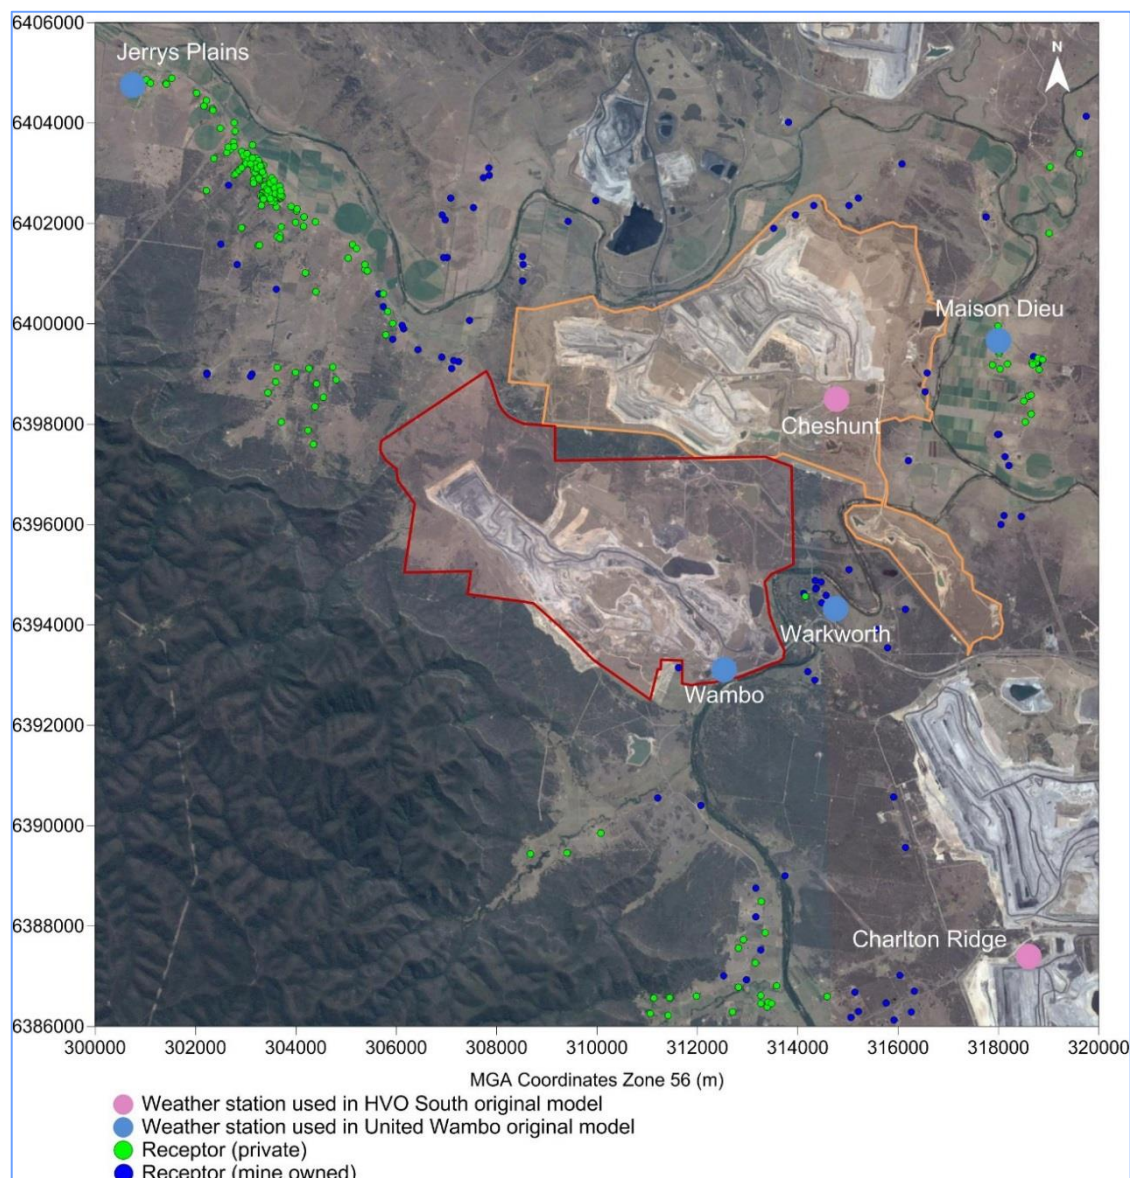 6406000
Jerrys Plains
N
6404000
6402000
Maison Dieu
6400000
Cheshunt
6398000
6396000
Warkworth
6394000
Wambo
6392000
6390000
Charlton Ridge
6388000
6386000
300000 302000 304000 306000 308000 310000 312000 314000 316000 318000 320000
MGA Coordinates Zone 56 (m)
Weather station used in HVO South original model
Weather station used in United Wambo original model
Receptor (private)
Receptor (mine owned)